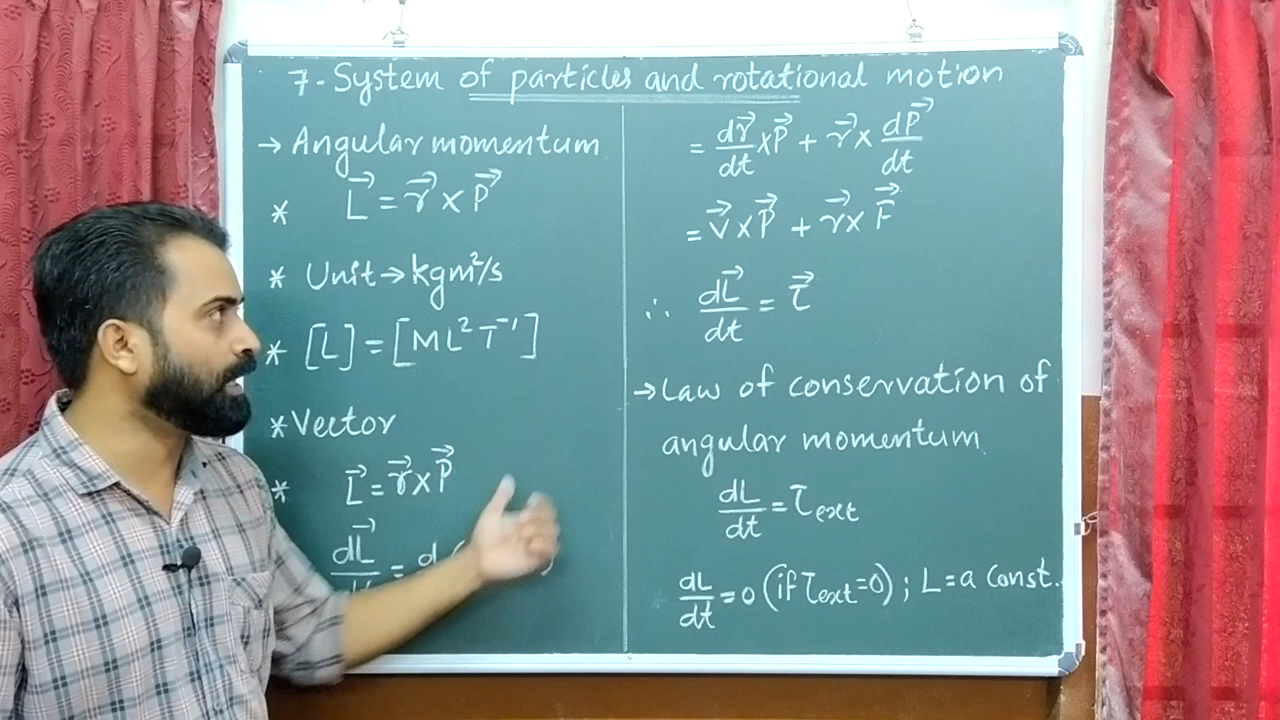 7-System of particles and rotational motion
→ Angular momentum
* L⃗ = r⃗ × P⃗
* Unit → kgm²/s
* [L] = [ML²T⁻¹]
* Vector
* L⃗ = r⃗ × P⃗
dL⃗/dt = d
= dr⃗/dt × P⃗ + r⃗ × dP⃗/dt
= v⃗ × P⃗ + r⃗ × F⃗
∴ dL⃗/dt = τ⃗
→ Law of conservation of
angular momentum
dL/dt = τext
dL/dt = 0 (if τext = 0) ; L = a Const.